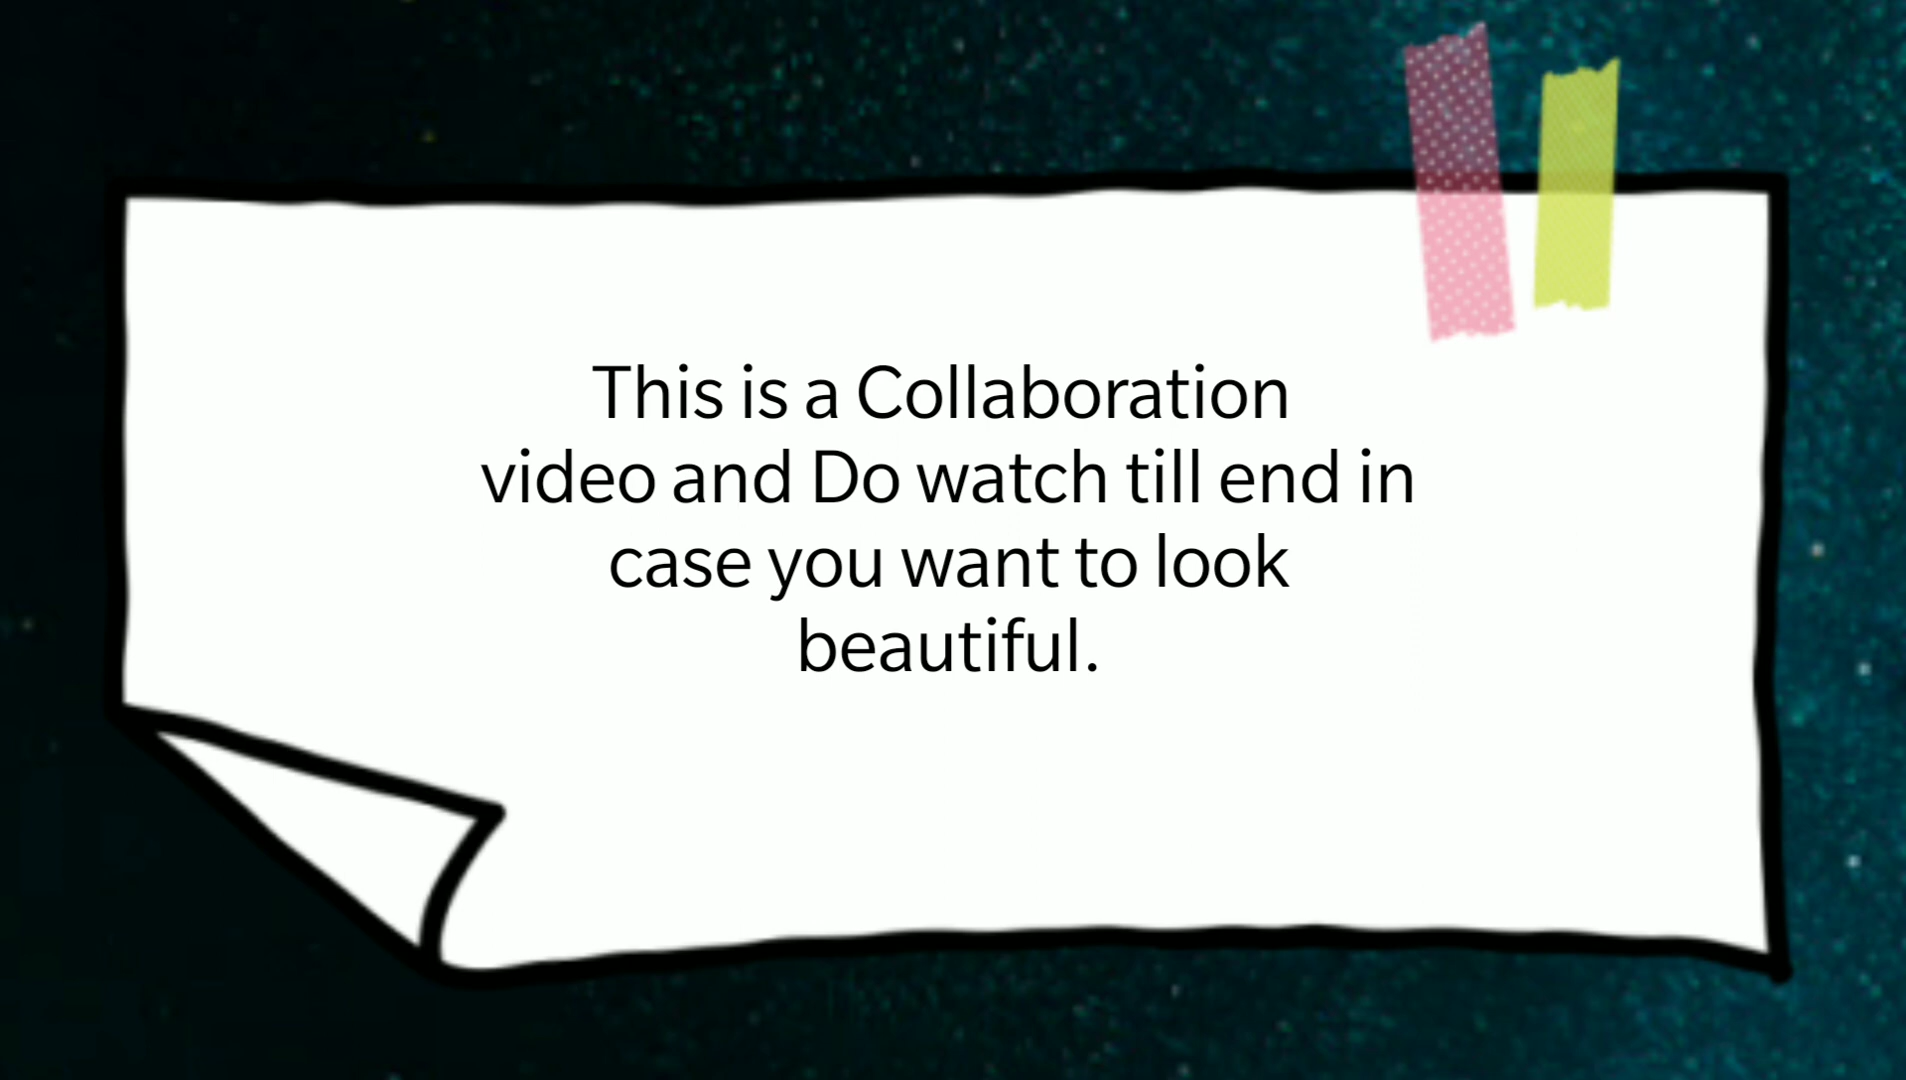 This is a Collaboration
video and Do watch till end in
case you want to look
beautiful.